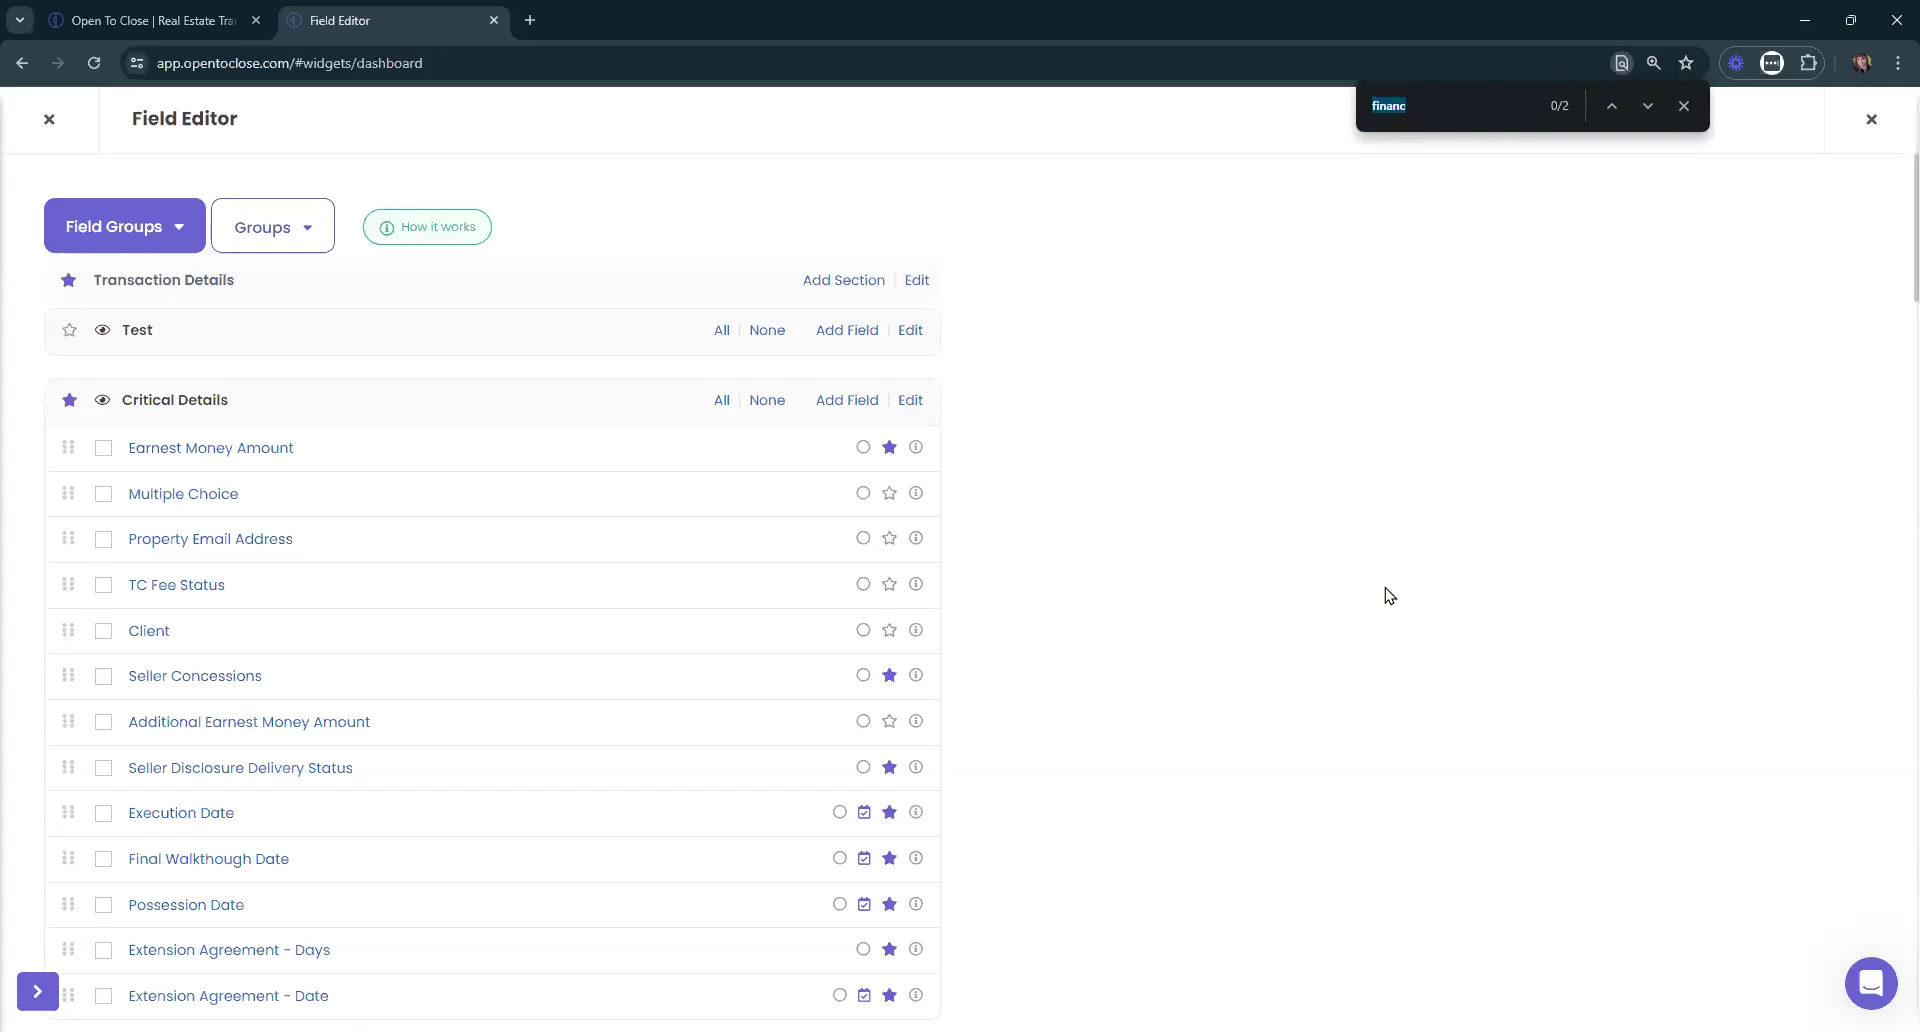 Open To Close | Real Estate Tra
Field Editor
app.opentoclose.com/#widgets/dashboard
financ
0/2
Field Editor
Field Groups
Groups
How it works
Transaction Details
Add Section
Edit
Test
All
None
Add Field
Edit
Critical Details
All
None
Add Field
Edit
Earnest Money Amount
Multiple Choice
Property Email Address
TC Fee Status
Client
Seller Concessions
Additional Earnest Money Amount
Seller Disclosure Delivery Status
Execution Date
Final Walkthough Date
Possession Date
Extension Agreement - Days
Extension Agreement - Date